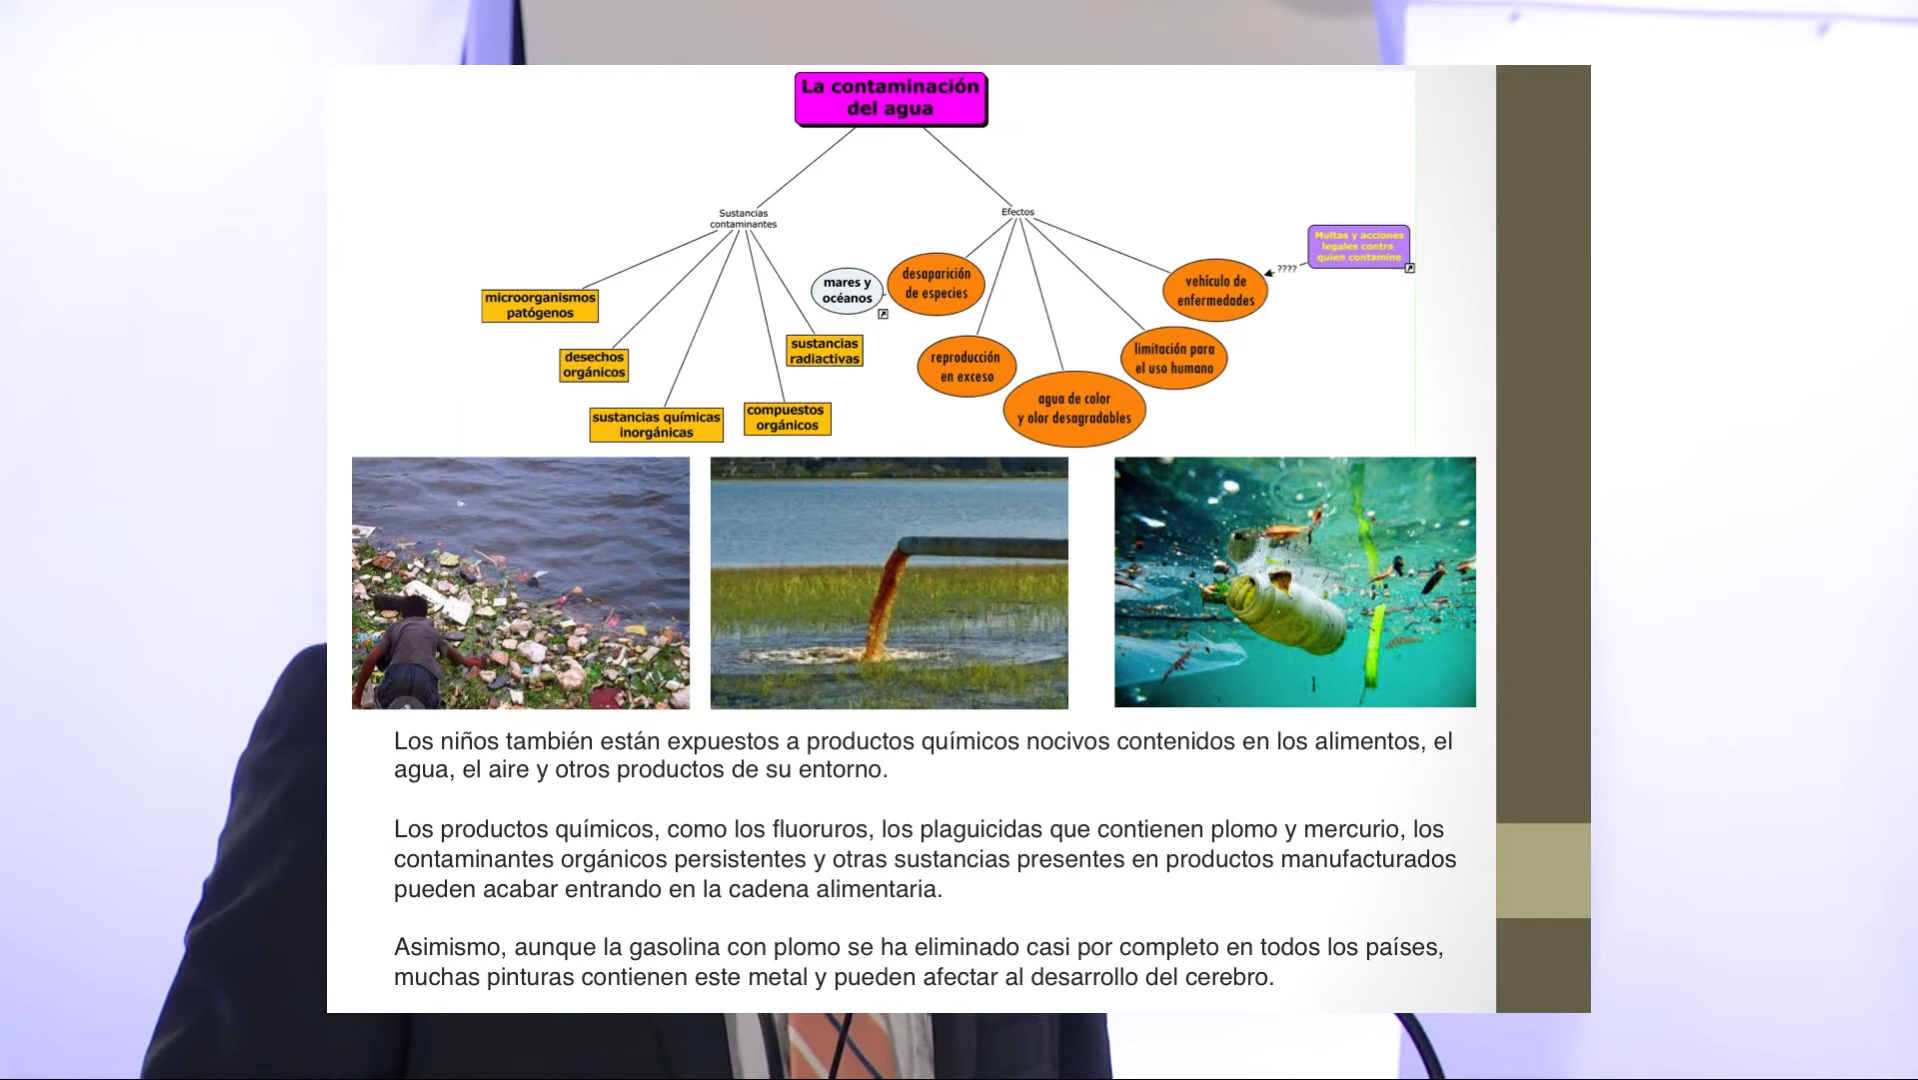 La contaminación
del agua
Sustancias
contaminantes
Efectos
microorganismos
patógenos
desechos
orgánicos
sustancias químicas
inorgánicas
compuestos
orgánicos
sustancias
radiactivas
mares y
océanos
desaparición
de especies
reproducción
en exceso
agua de color
y olor desagradables
limitación para
el uso humano
vehículo de
enfermedades
????
Multas y acciones
legales contra
quien contamine
Los niños también están expuestos a productos químicos nocivos contenidos en los alimentos, el
agua, el aire y otros productos de su entorno.
Los productos químicos, como los fluoruros, los plaguicidas que contienen plomo y mercurio, los
contaminantes orgánicos persistentes y otras sustancias presentes en productos manufacturados
pueden acabar entrando en la cadena alimentaria.
Asimismo, aunque la gasolina con plomo se ha eliminado casi por completo en todos los países,
muchas pinturas contienen este metal y pueden afectar al desarrollo del cerebro.